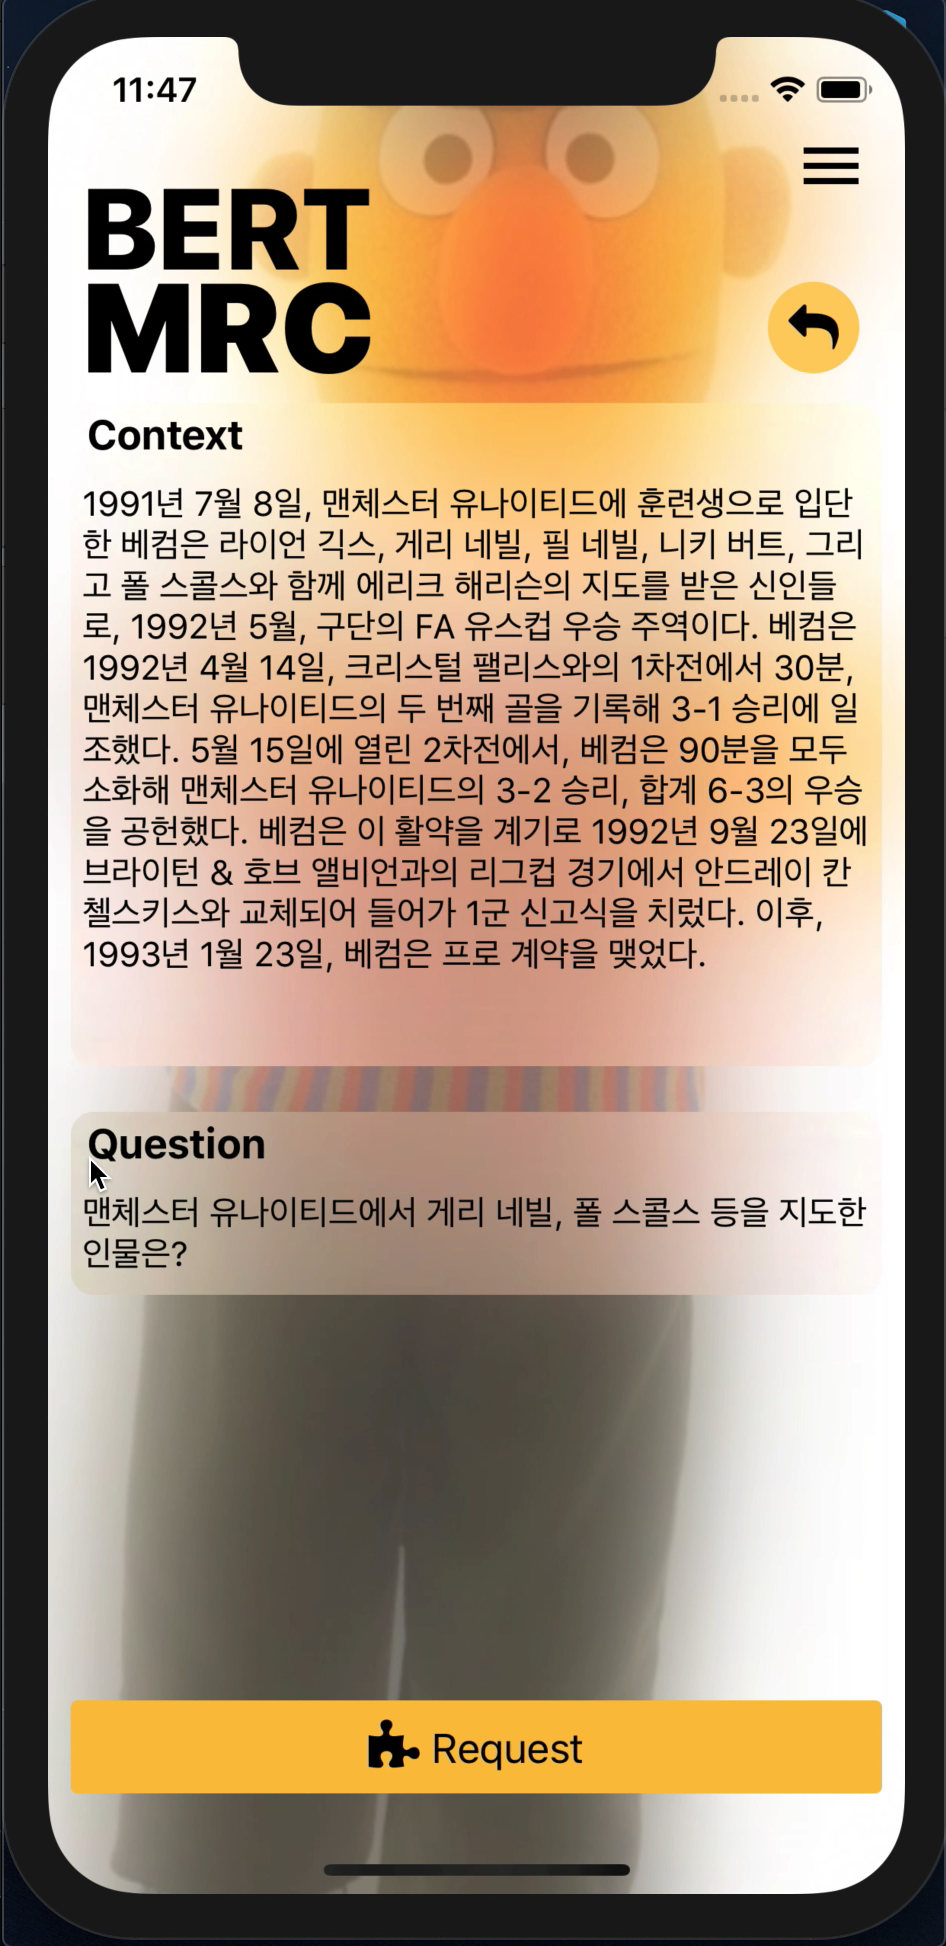 11:47
BERT
MRC
Context
1991년 7월 8일, 맨체스터 유나이티드에 훈련생으로 입단
한 베컴은 라이언 긱스, 게리 네빌, 필 네빌, 니키 버트, 그리
고 폴 스콜스와 함께 에리크 해리슨의 지도를 받은 신인들
로, 1992년 5월, 구단의 FA 유스컵 우승 주역이다. 베컴은
1992년 4월 14일, 크리스털 팰리스와의 1차전에서 30분,
맨체스터 유나이티드의 두 번째 골을 기록해 3-1 승리에 일
조했다. 5월 15일에 열린 2차전에서, 베컴은 90분을 모두
소화해 맨체스터 유나이티드의 3-2 승리, 합계 6-3의 우승
을 공헌했다. 베컴은 이 활약을 계기로 1992년 9월 23일에
브라이턴 & 호브 앨비언과의 리그컵 경기에서 안드레이 칸
첼스키스와 교체되어 들어가 1군 신고식을 치렀다. 이후,
1993년 1월 23일, 베컴은 프로 계약을 맺었다.
Question
맨체스터 유나이티드에서 게리 네빌, 폴 스콜스 등을 지도한
인물은?
Request